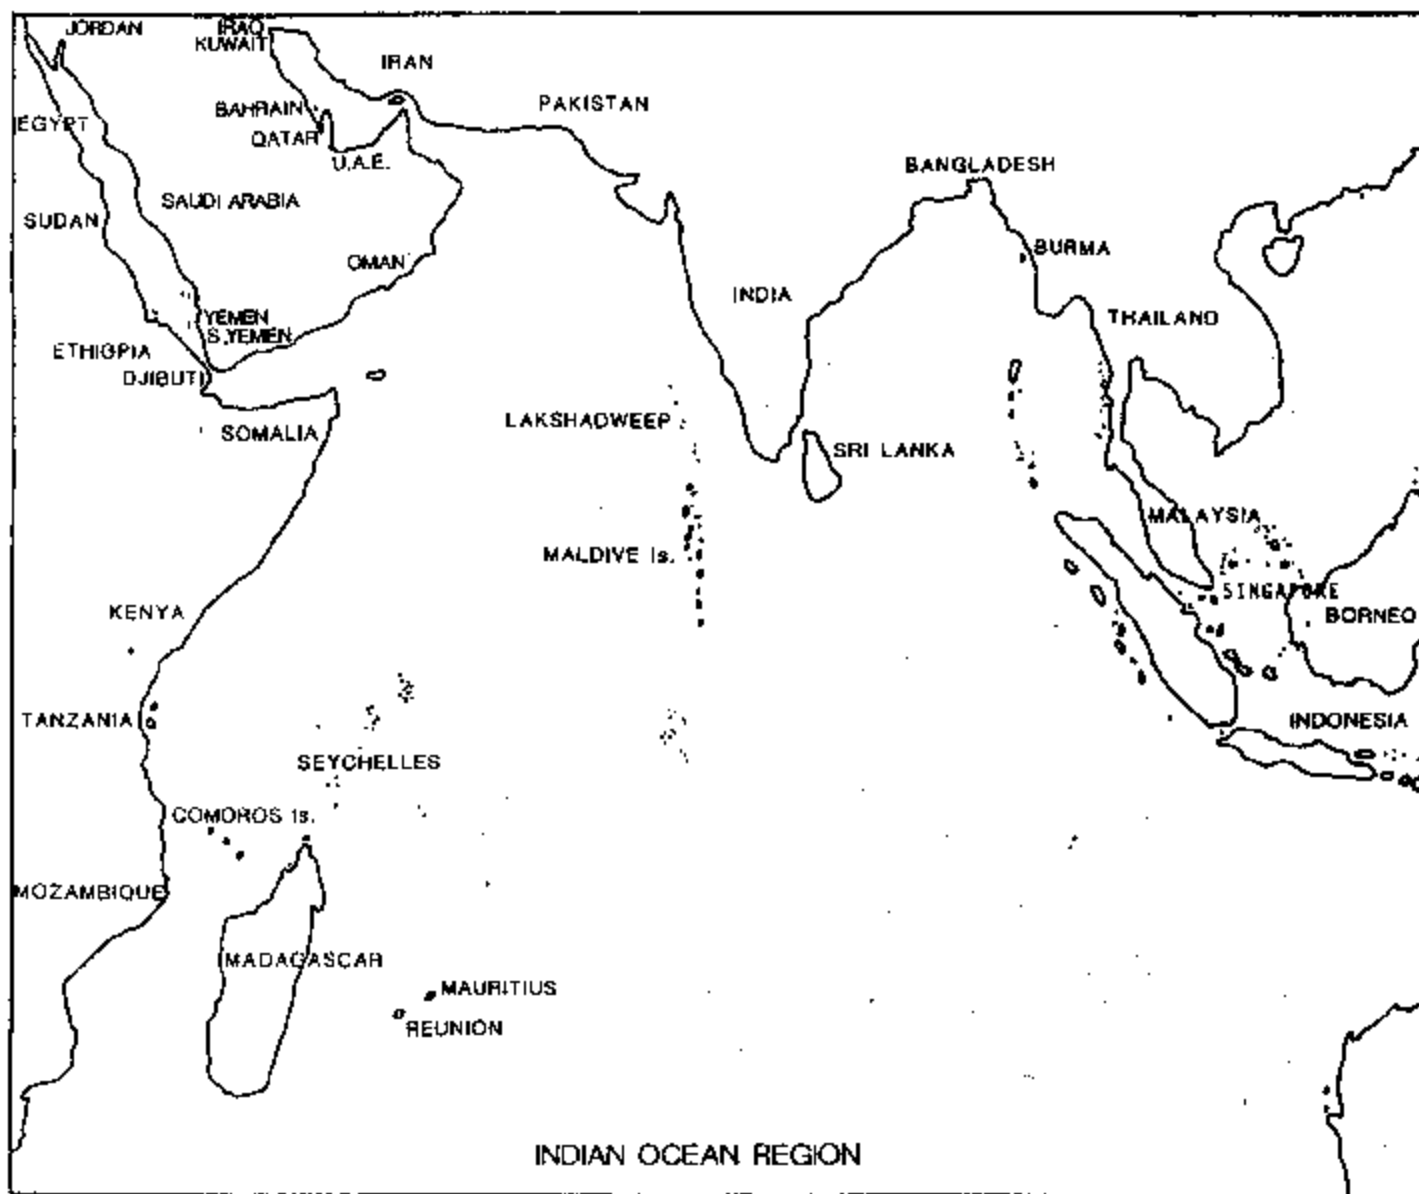 JORDAN
IRAQ
KUWAIT
IRAN
PAKISTAN
BAHRAIN
EGYPT
QATAR
U.A.E.
BANGLADESH
SAUDI ARABIA
SUDAN
BURMA
OMAN
INDIA
YEMEN
THAILAND
S.YEMEN
ETHIOPIA
DJIBUTI
LAKSHADWEEP
SOMALIA
SRI LANKA
MALAYSIA
MALDIVE Is.
SINGAPORE
KENYA
BORNEO
TANZANIA
INDONESIA
SEYCHELLES
COMOROS Is.
MOZAMBIQUE
MADAGASCAR
MAURITIUS
REUNION
INDIAN OCEAN REGION